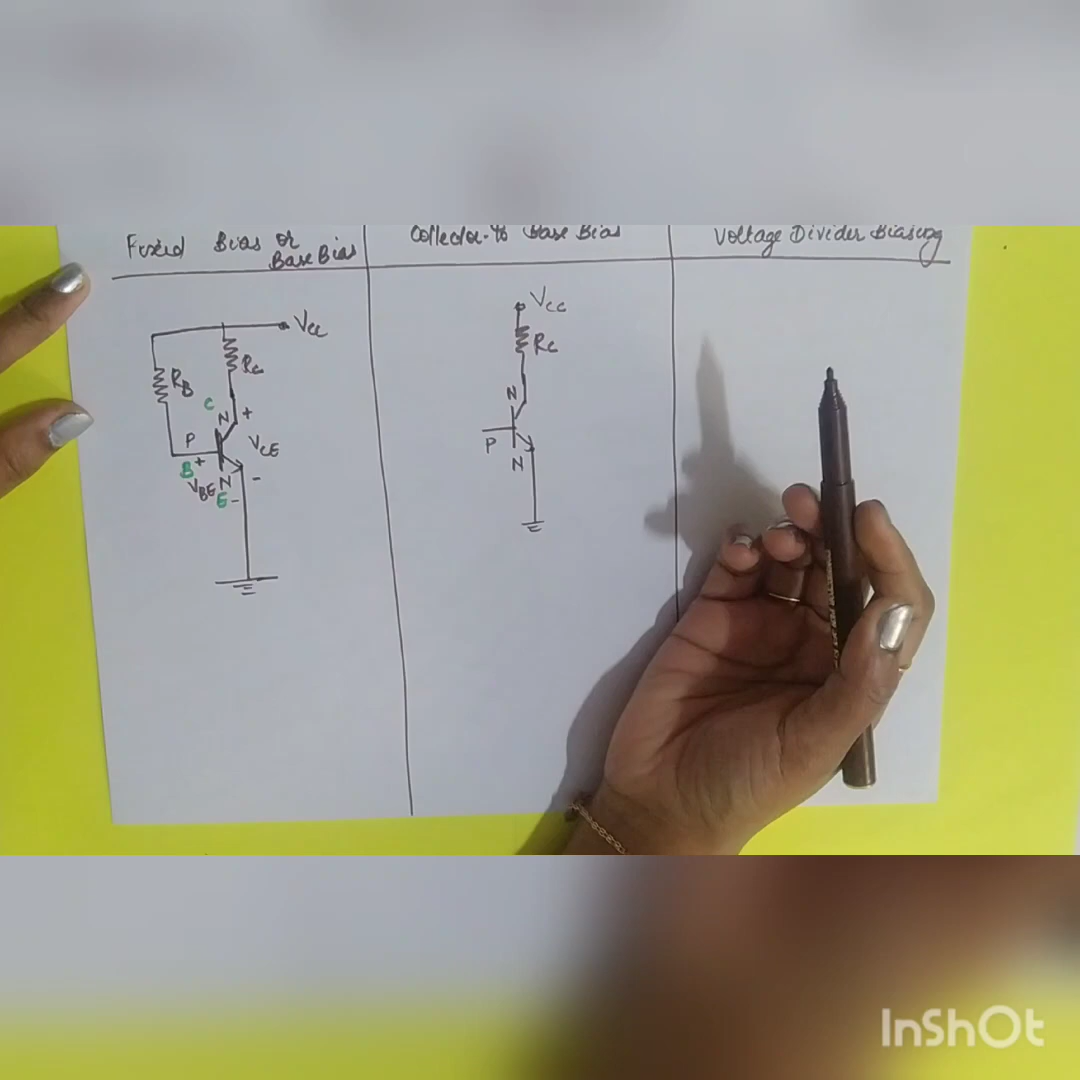 Fixed Bias or
Base Bias
Collector-to Base Bias
Voltage Divider Biasing
VCC
RB
RC
C
N
+
P
VCE
B
+
VBE
N
-
E
-
VCC
RC
N
P
N
InShOt